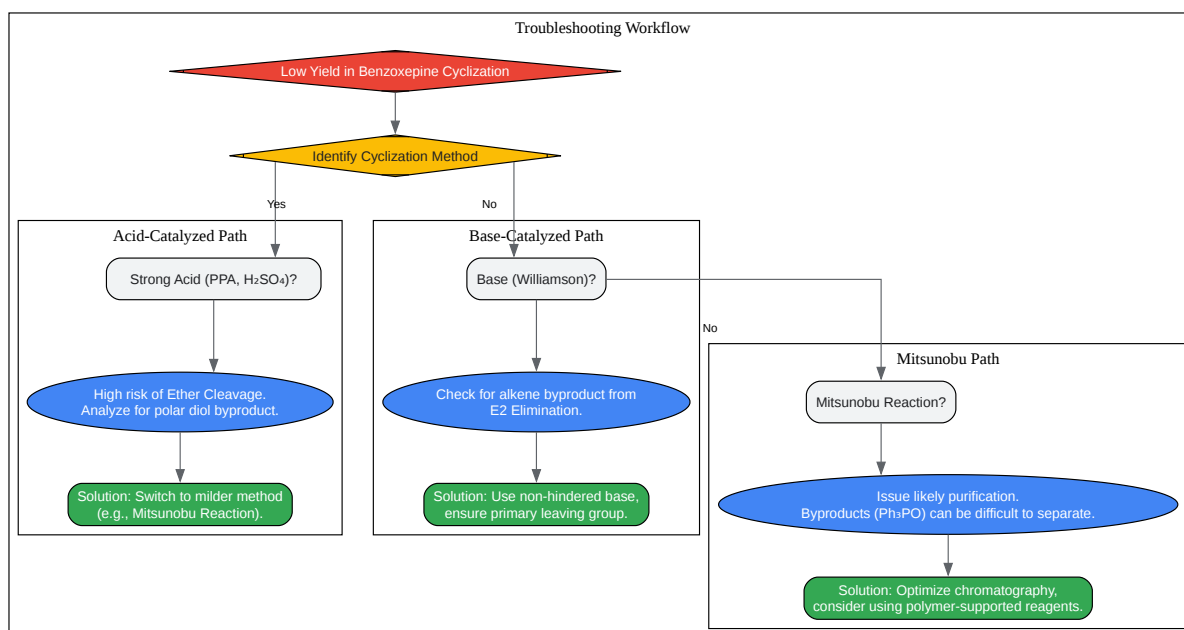 Troubleshooting Workflow
Low Yield in Benzoxepine Cyclization
Identify Cyclization Method
Yes
No
Acid-Catalyzed Path
Strong Acid (PPA, H₂SO₄)?
High risk of Ether Cleavage.
Analyze for polar diol byproduct.
Solution: Switch to milder method
(e.g., Mitsunobu Reaction).
Base-Catalyzed Path
Base (Williamson)?
Check for alkene byproduct from
E2 Elimination.
Solution: Use non-hindered base,
ensure primary leaving group.
No
Mitsunobu Path
Mitsunobu Reaction?
Issue likely purification.
Byproducts (Ph₃PO) can be difficult to separate.
Solution: Optimize chromatography,
consider using polymer-supported reagents.